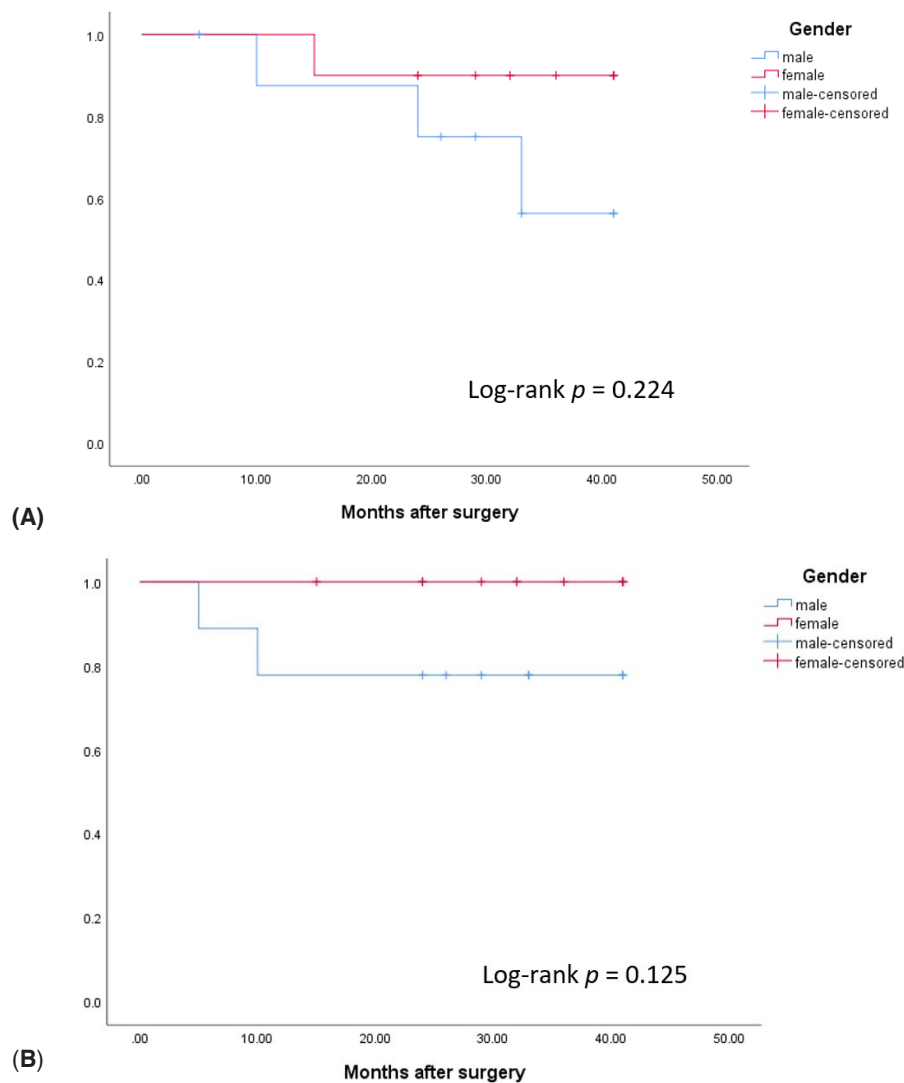 Gender
male
female
male-censored
female-censored
1.0
0.8
0.6
0.4
0.2
0.0
Log-rank p = 0.224
.00 10.00 20.00 30.00 40.00 50.00
Months after surgery
(A)
Gender
male
female
male-censored
female-censored
1.0
0.8
0.6
0.4
0.2
0.0
Log-rank p = 0.125
.00 10.00 20.00 30.00 40.00 50.00
Months after surgery
(B)